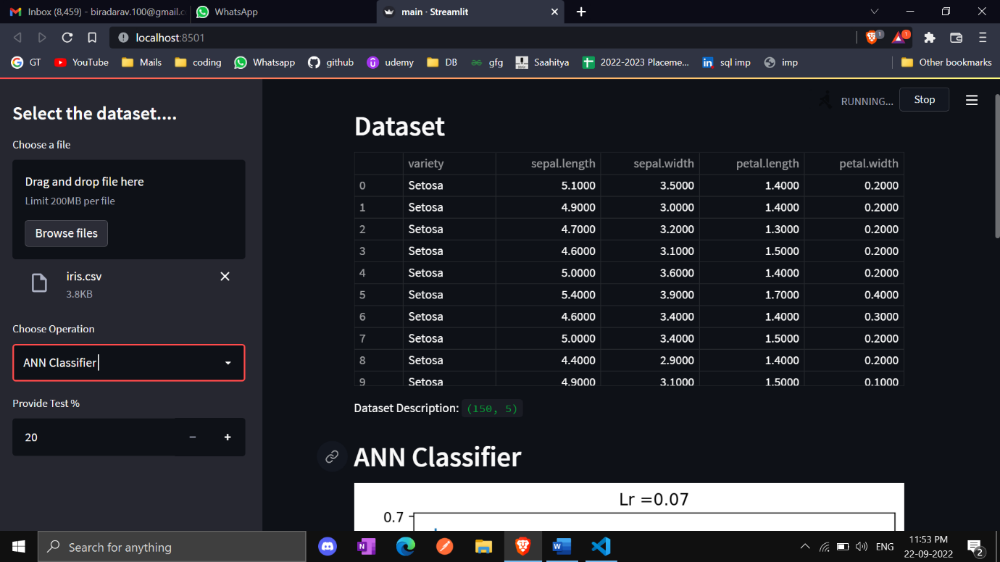 Inbox (8,459) - biradarav.100@gmail.c
WhatsApp
main · Streamlit
localhost:8501
1
1
GT
YouTube
Mails
coding
Whatsapp
github
udemy
DB
gfg
Saahitya
2022-2023 Placeme...
sql imp
imp
Other bookmarks
Select the dataset....
Choose a file
Drag and drop file here
Limit 200MB per file
Browse files
iris.csv
3.8KB
Choose Operation
ANN Classifier
Provide Test %
20
RUNNING...
Stop
Dataset
variety sepal.length sepal.width petal.length petal.width
0 Setosa 5.1000 3.5000 1.4000 0.2000
1 Setosa 4.9000 3.0000 1.4000 0.2000
2 Setosa 4.7000 3.2000 1.3000 0.2000
3 Setosa 4.6000 3.1000 1.5000 0.2000
4 Setosa 5.0000 3.6000 1.4000 0.2000
5 Setosa 5.4000 3.9000 1.7000 0.4000
6 Setosa 4.6000 3.4000 1.4000 0.3000
7 Setosa 5.0000 3.4000 1.5000 0.2000
8 Setosa 4.4000 2.9000 1.4000 0.2000
9 Setosa 4.9000 3.1000 1.5000 0.1000
Dataset Description: (150, 5)
ANN Classifier
Lr =0.07
0.7
Search for anything
ENG
11:53 PM
22-09-2022
2